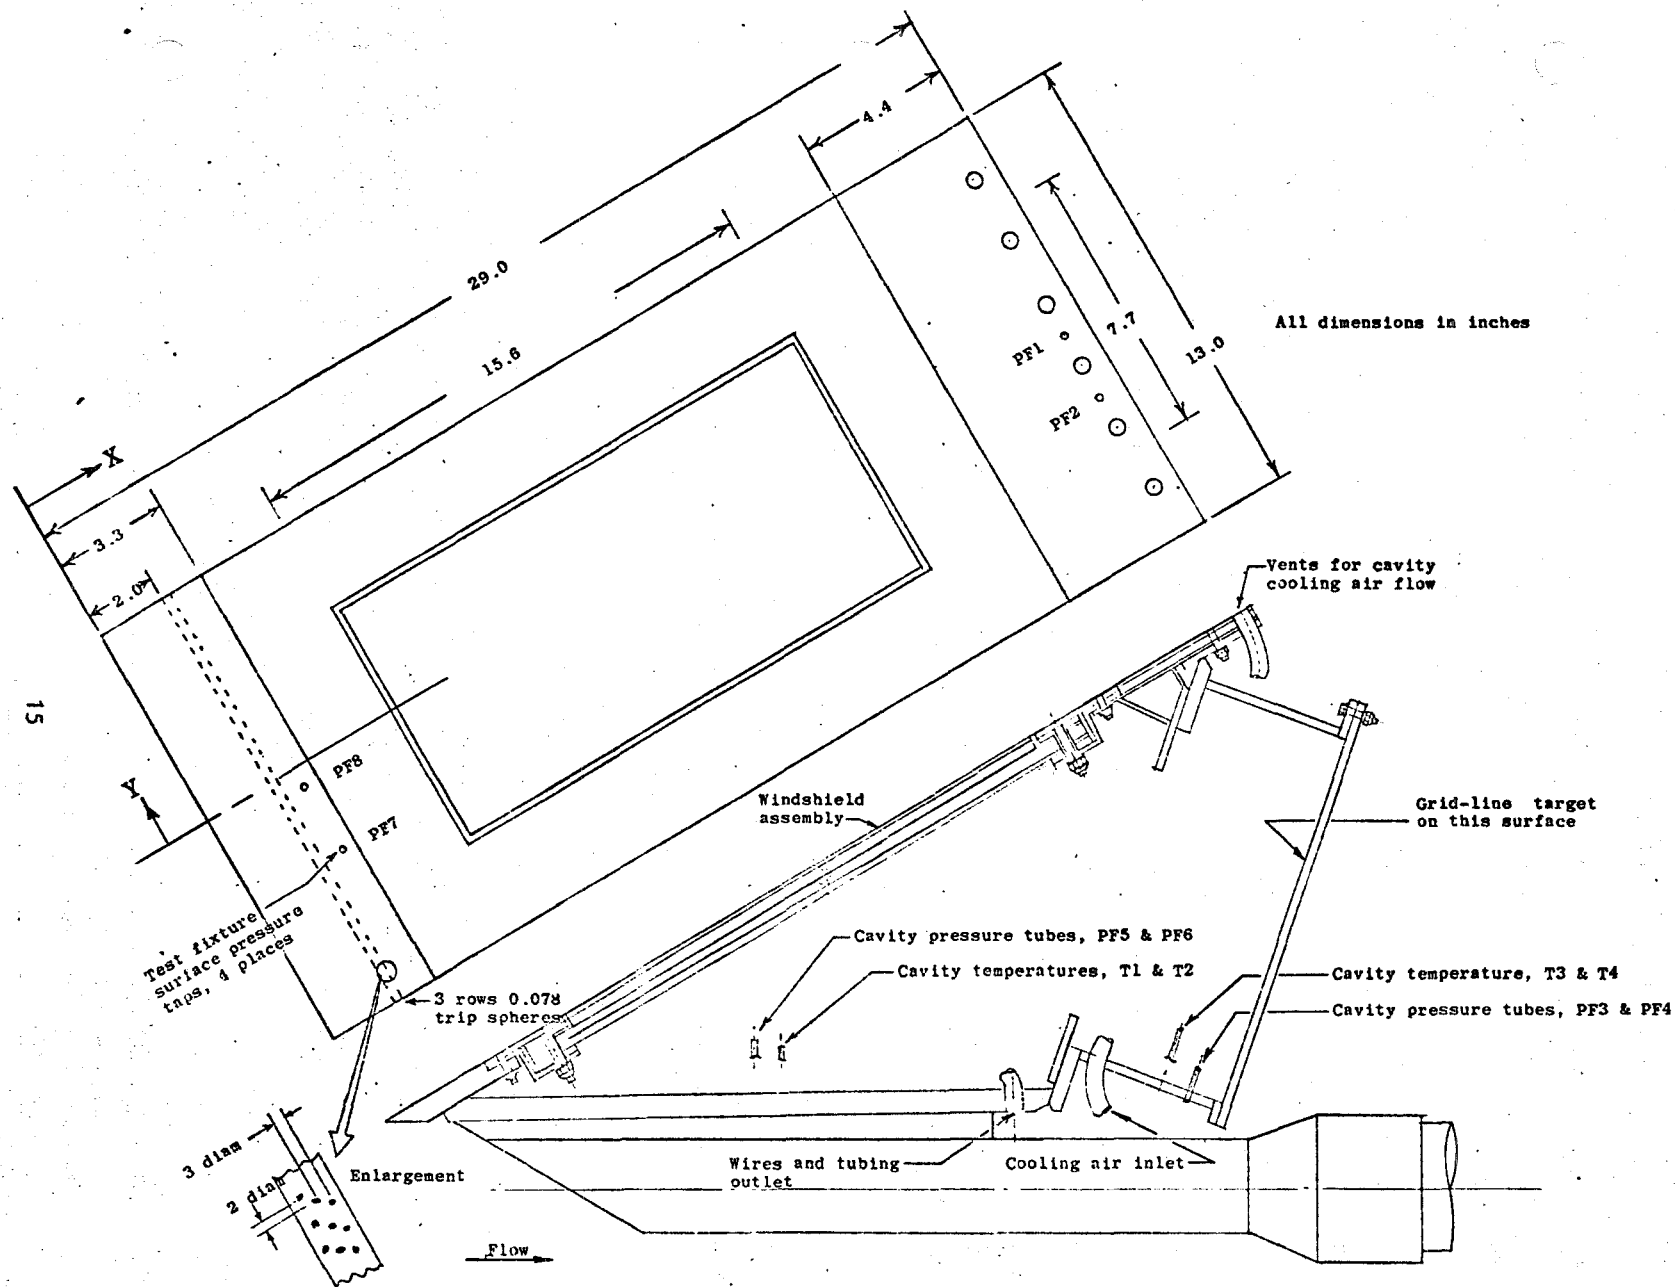 4.4
29.0
15.6
7.7
13.0
All dimensions in inches
PF1
PF2
X
3.3
2.0
Y
PF8
PF7
15
Vents for cavity
cooling air flow
Windshield
assembly
Grid-line target
on this surface
Test fixture
surface pressure
taps, 4 places
3 rows 0.078
trip spheres
Cavity pressure tubes, PF5 & PF6
Cavity temperatures, T1 & T2
Cavity temperature, T3 & T4
Cavity pressure tubes, PF3 & PF4
3 diam
2 diam
Enlargement
Wires and tubing
outlet
Cooling air inlet
Flow